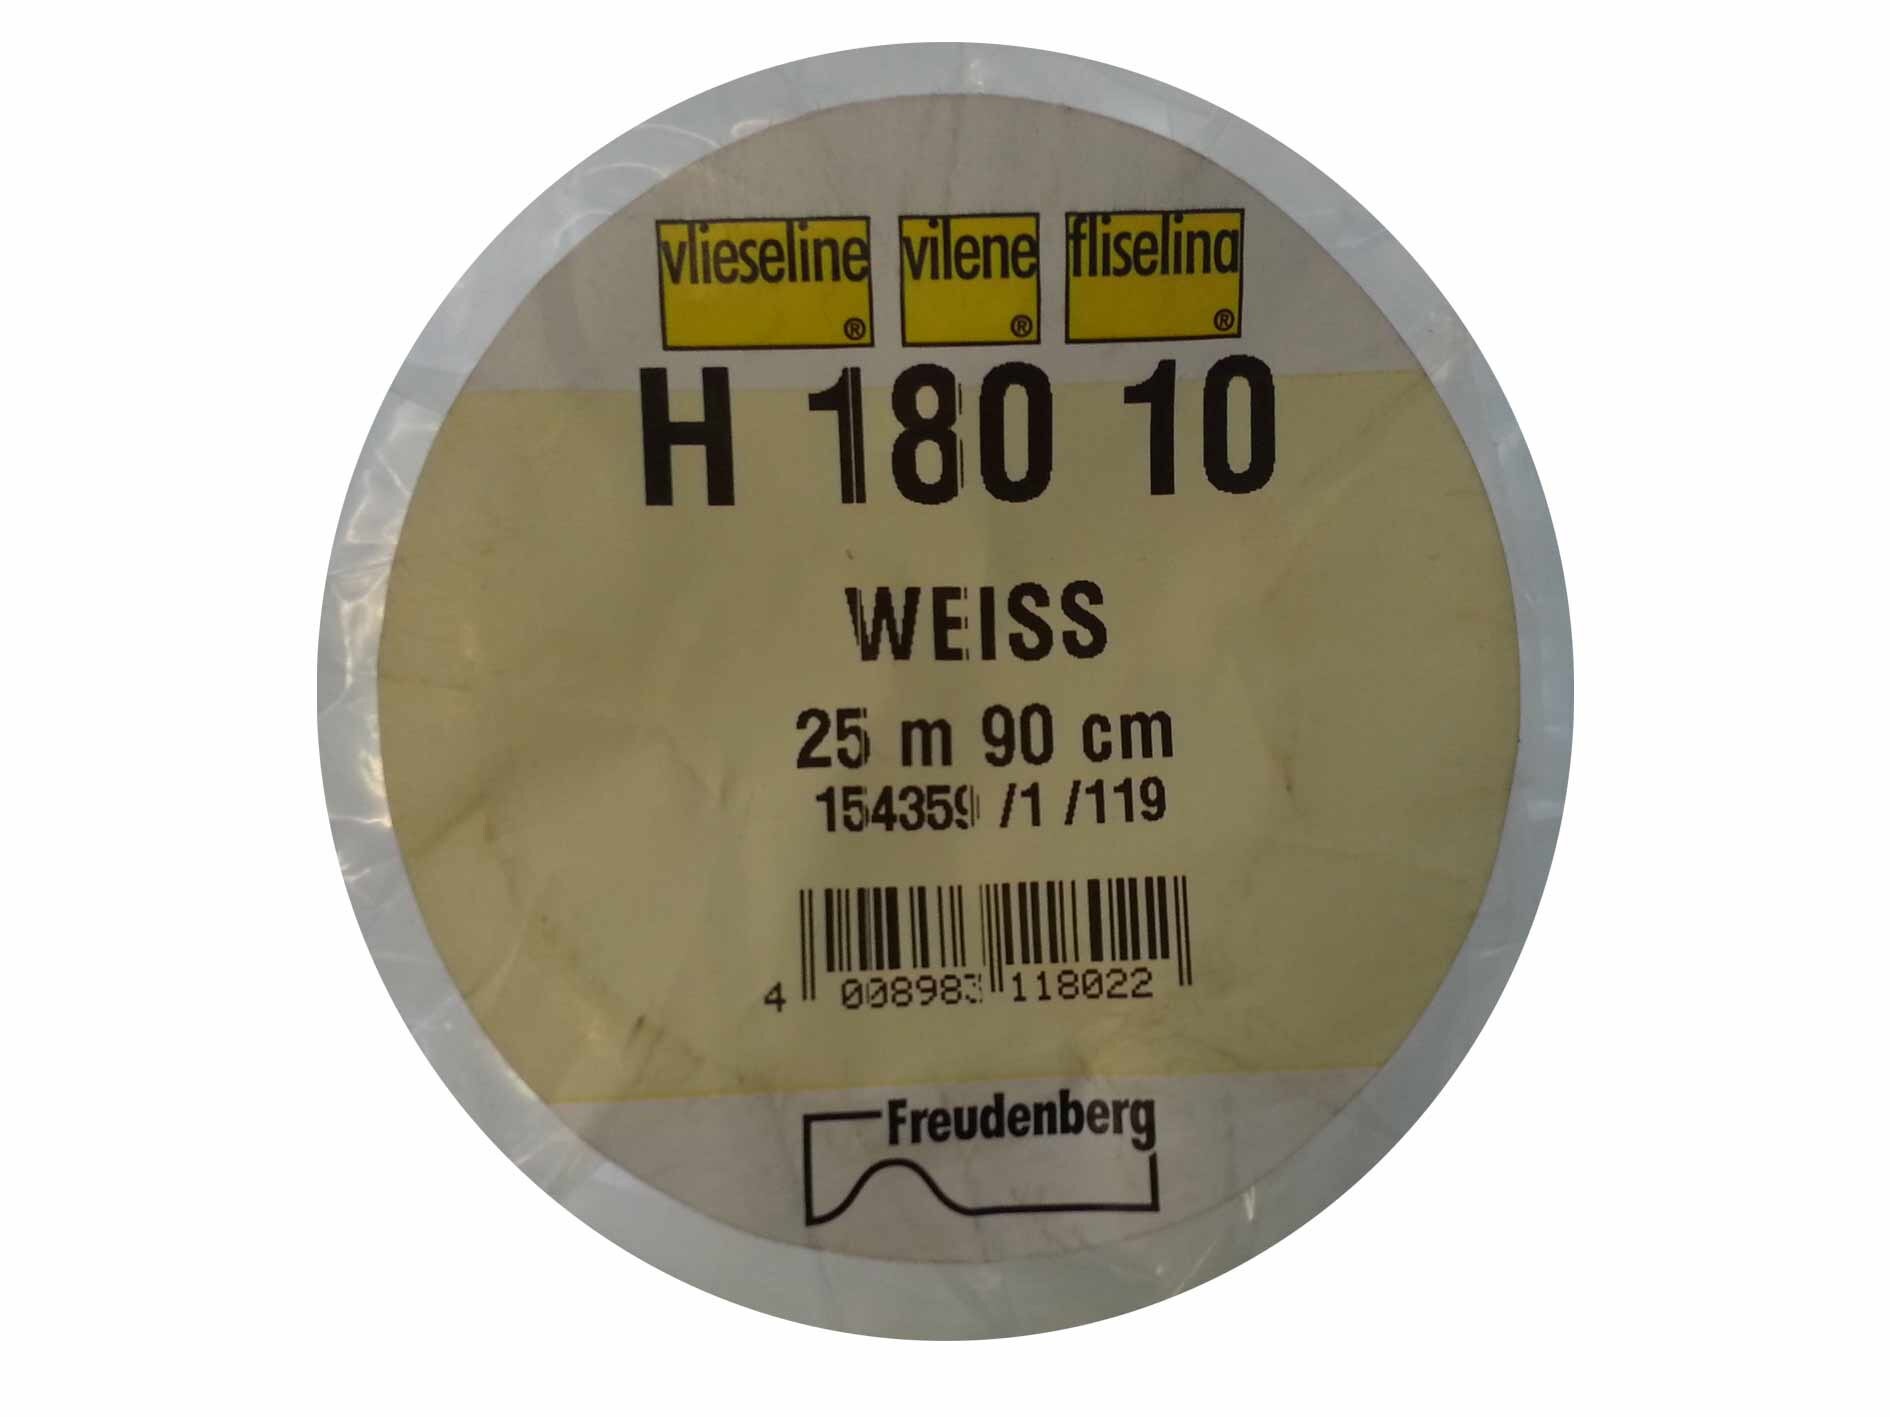 vlieseline® vilene® fliselina®
H 180 10
WEISS
25 m 90 cm
154359 /1 /119
4 008983 118022
Freudenberg